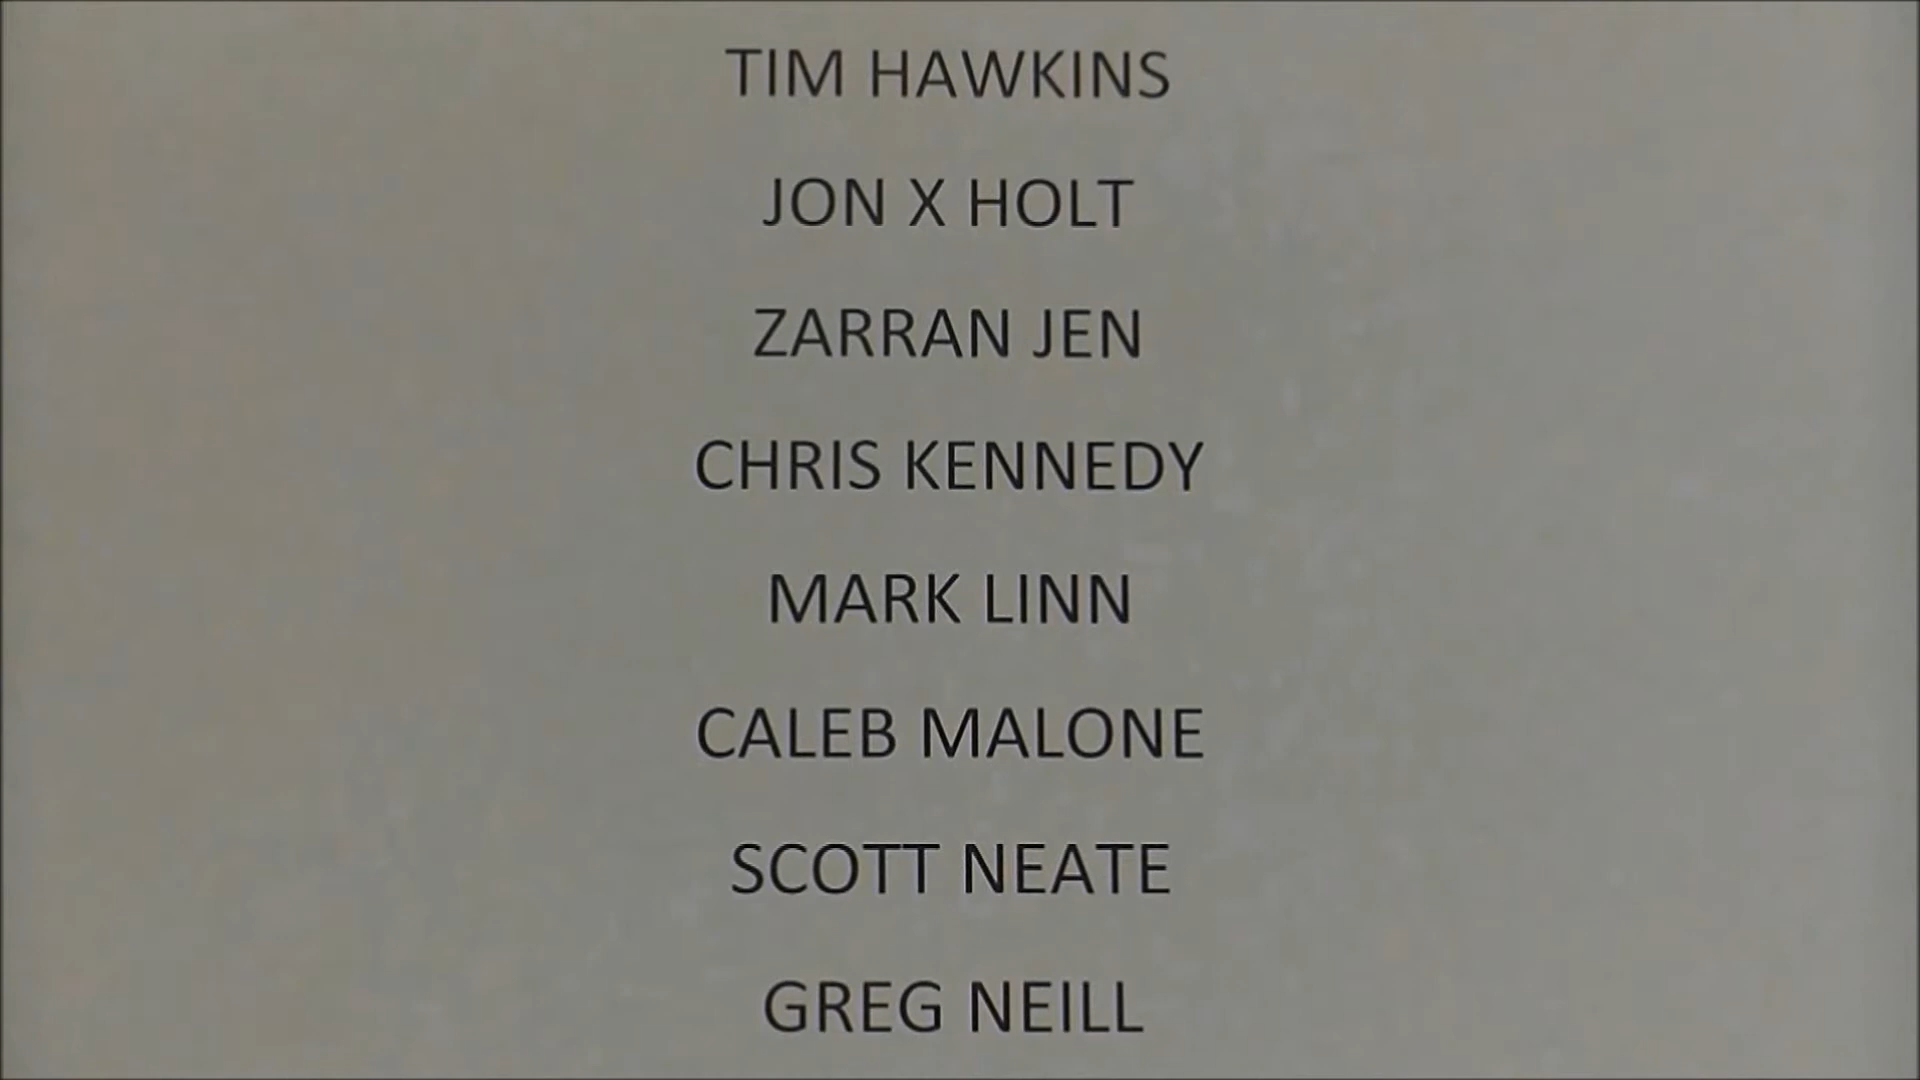 TIM HAWKINS
JON X HOLT
ZARRAN JEN
CHRIS KENNEDY
MARK LINN
CALEB MALONE
SCOTT NEATE
GREG NEILL